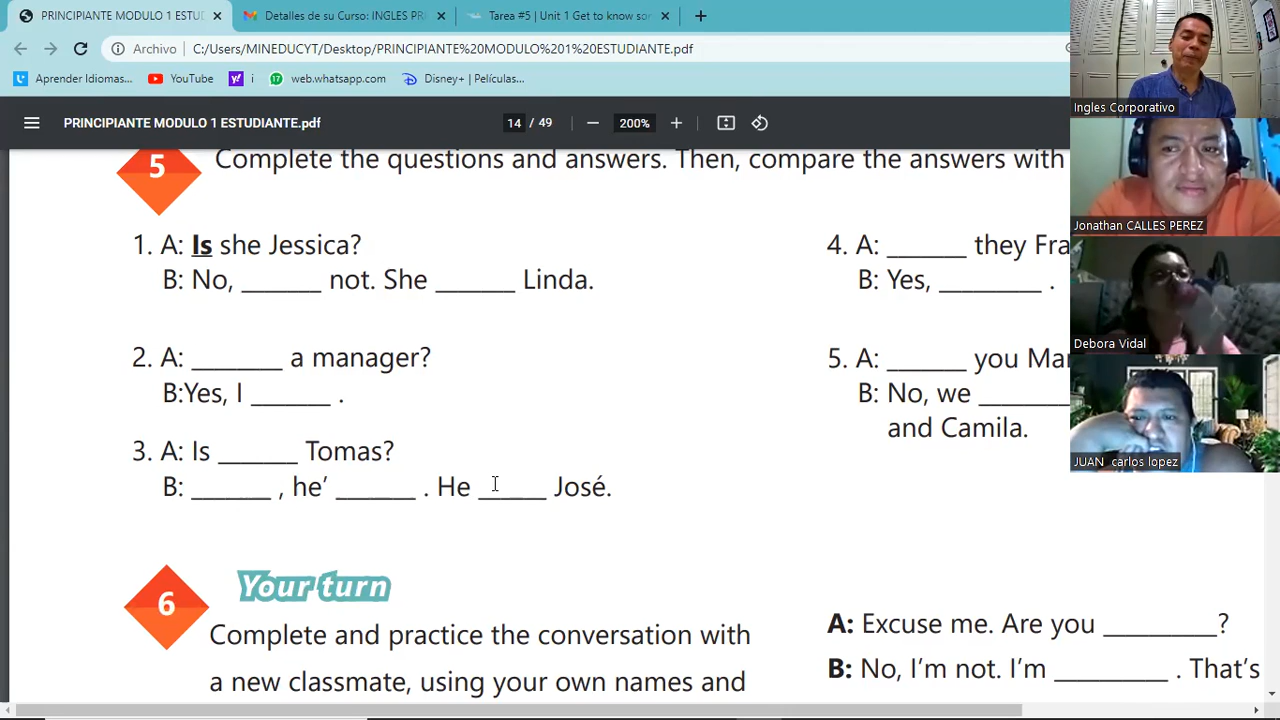 PRINCIPIANTE MODULO 1 ESTUD
Detalles de su Curso: INGLES PR
Tarea #5 | Unit 1 Get to know so
Archivo
C:/Users/MINEDUCYT/Desktop/PRINCIPIANTE%20MODULO%201%20ESTUDIANTE.pdf
Aprender Idiomas...
YouTube
i
web.whatsapp.com
Disney+ | Películas...
PRINCIPIANTE MODULO 1 ESTUDIANTE.pdf
14 / 49
200%
5
Complete the questions and answers. Then, compare the answers with
1. A: Is she Jessica?
B: No, _______ not. She _______ Linda.
2. A: ________ a manager?
B:Yes, I _______ .
3. A: Is _______ Tomas?
B: _______ , he’ _______ . He ______ José.
4. A: _______ they Fra
B: Yes, _________ .
5. A: _______ you Ma
B: No, we ________
and Camila.
6
Your turn
Complete and practice the conversation with
a new classmate, using your own names and
A: Excuse me. Are you __________?
B: No, I’m not. I’m __________ . That’s
Ingles Corporativo
Jonathan CALLES PEREZ
Debora Vidal
JUAN carlos lopez